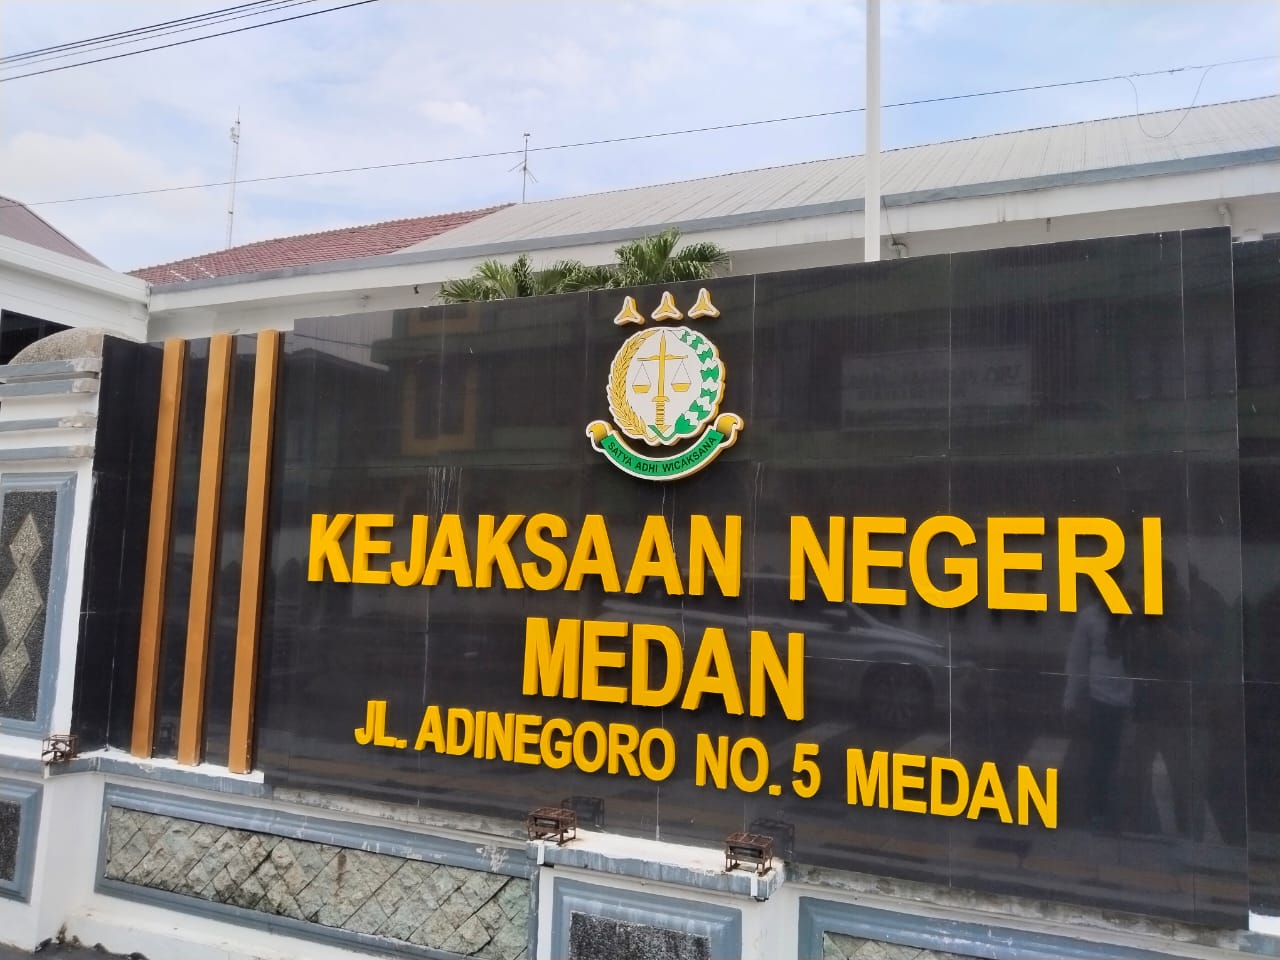 SATYA ADHI WICAKSANA
KEJAKSAAN NEGERI
MEDAN
JL. ADINEGORO NO. 5 MEDAN